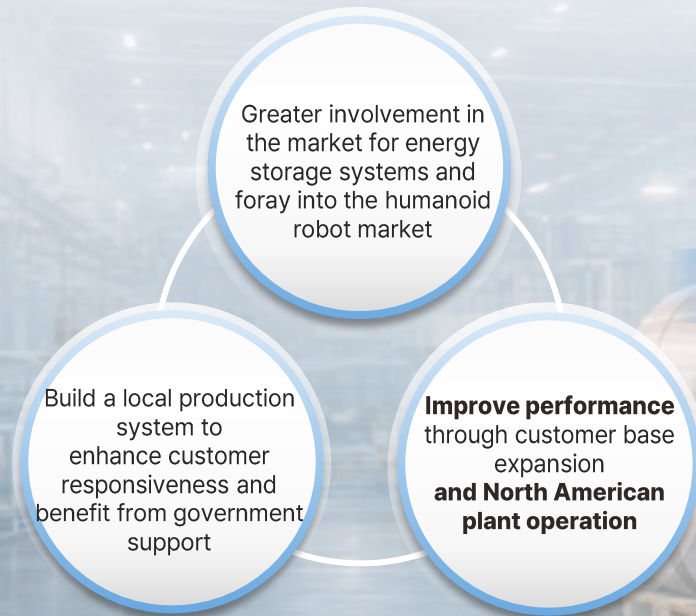 Greater involvement in
the market for energy
storage systems and
foray into the humanoid
robot market
Build a local production
system to
enhance customer
responsiveness and
benefit from government
support
Improve performance
through customer base
expansion
and North American
plant operation